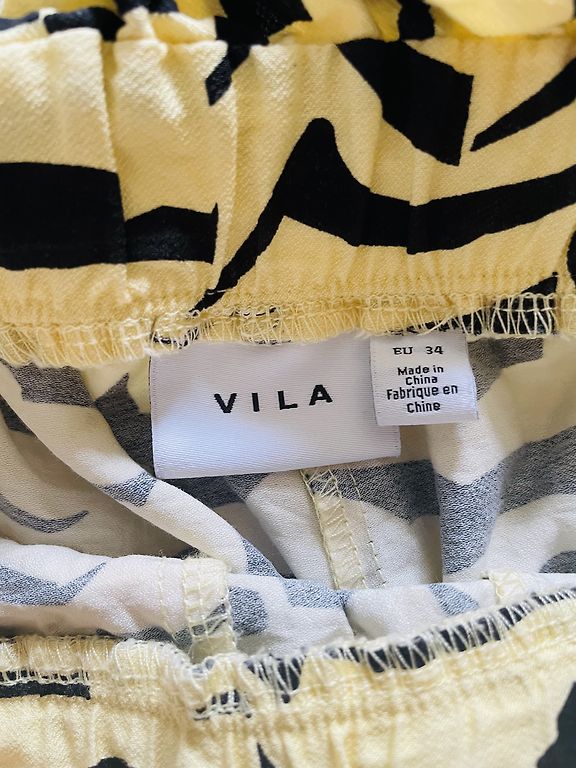 VILA
EU 34
Made in
China
Fabrique en
Chine